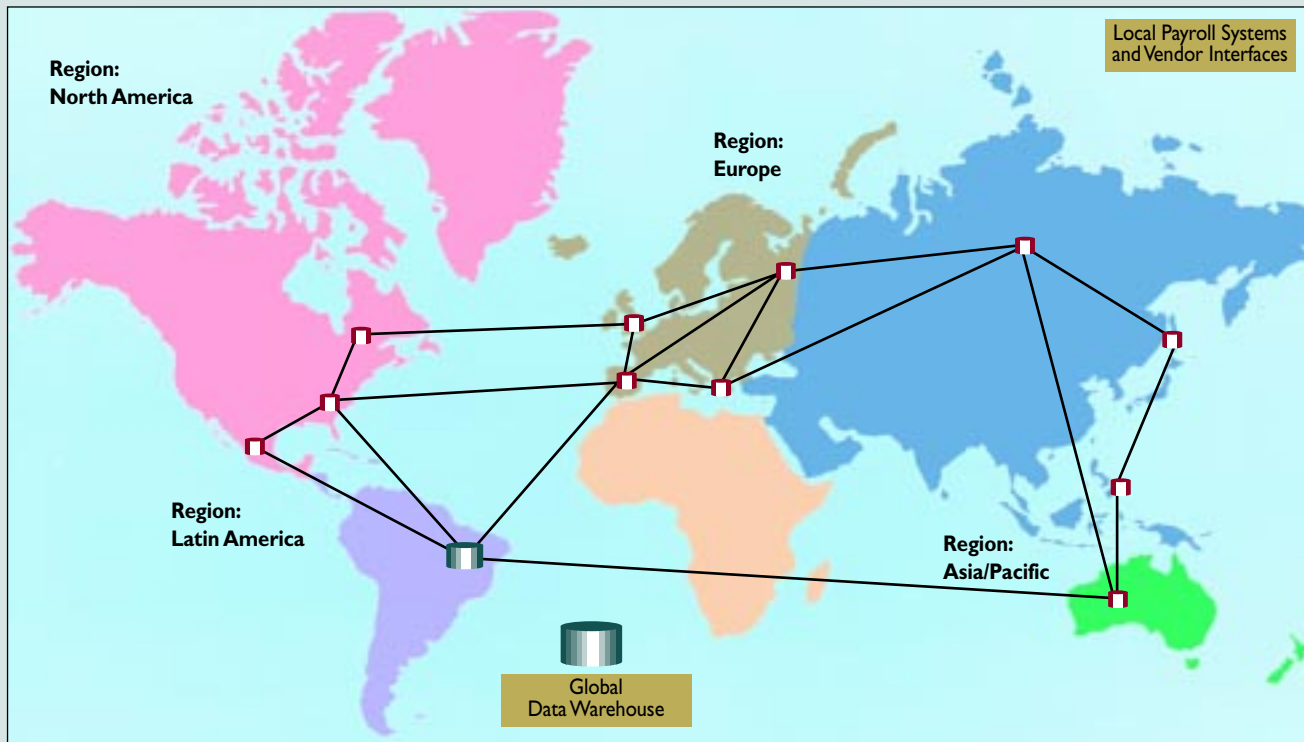 Local Payroll Systems
and Vendor Interfaces
Region:
North America
Region:
Europe
Region:
Latin America
Region:
Asia/Pacific
Global
Data Warehouse